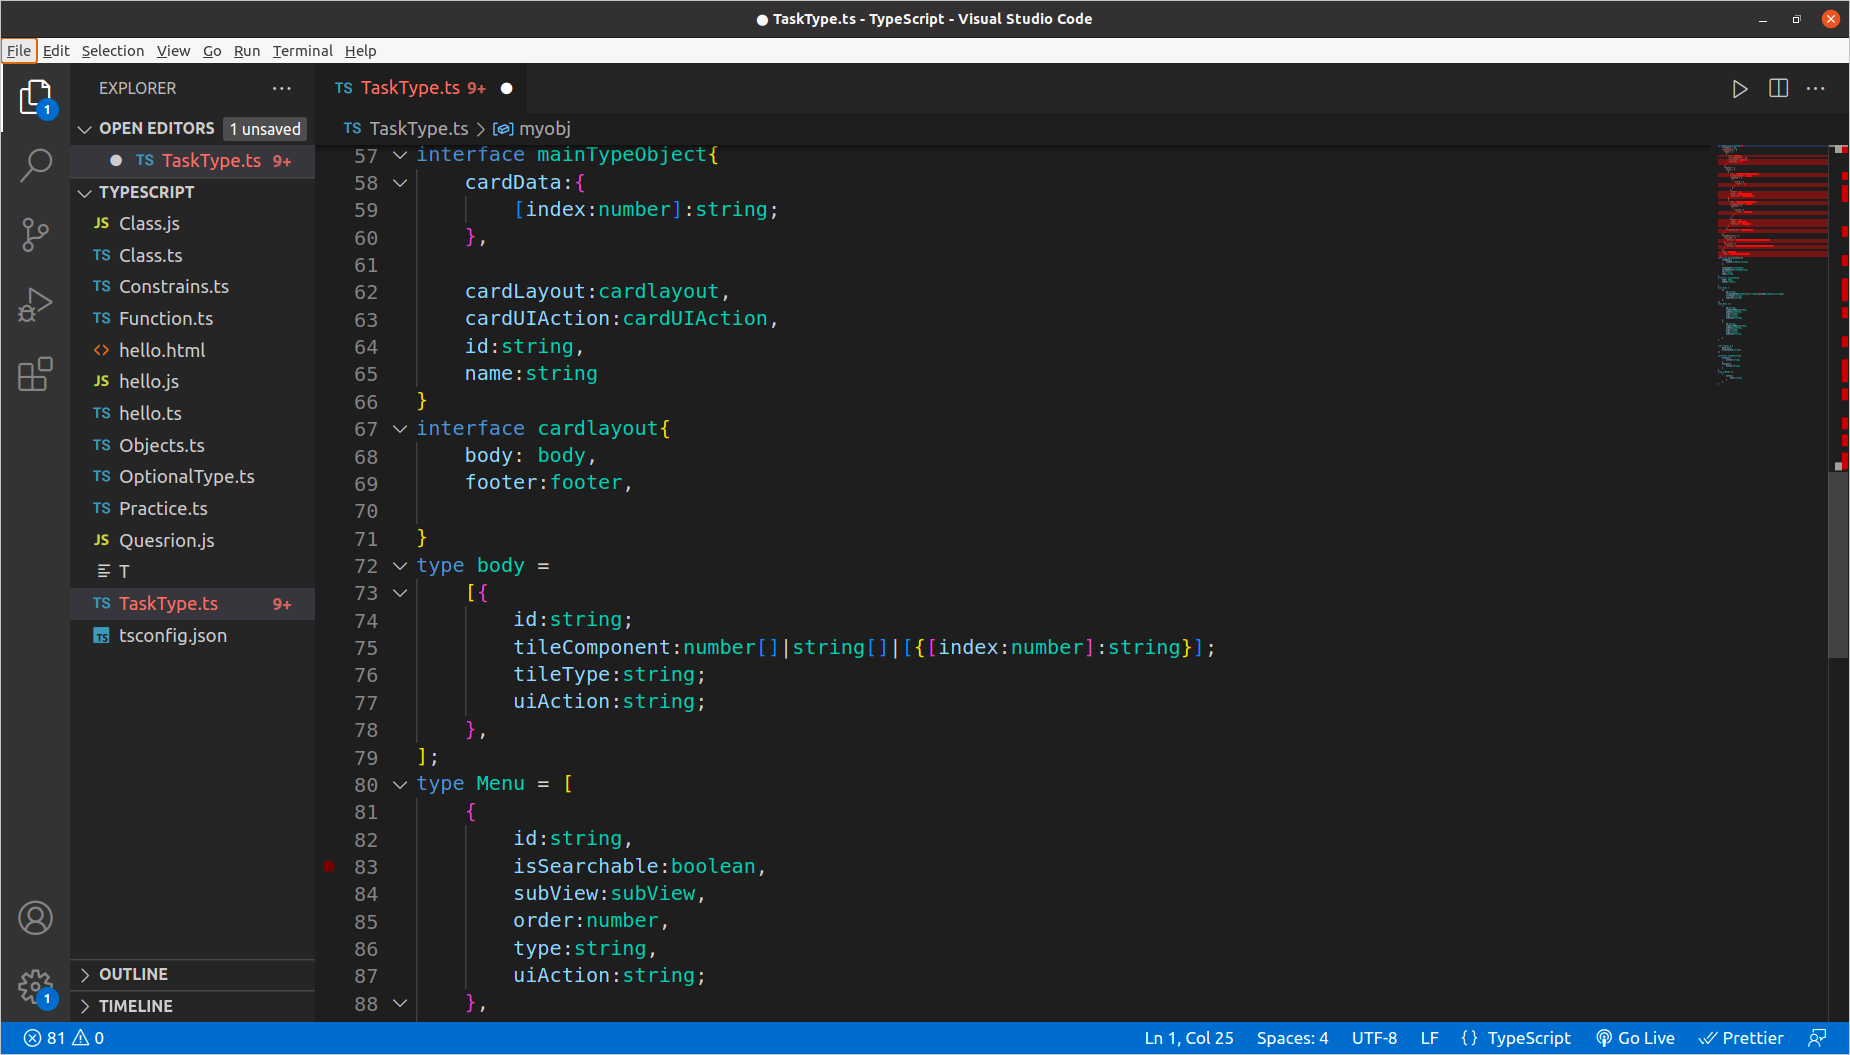 TaskType.ts - TypeScript - Visual Studio Code
File Edit Selection View Go Run Terminal Help
EXPLORER
OPEN EDITORS 1 unsaved
TS TaskType.ts 9+
TYPESCRIPT
JS Class.js
TS Class.ts
TS Constrains.ts
TS Function.ts
<> hello.html
JS hello.js
TS hello.ts
TS Objects.ts
TS OptionalType.ts
TS Practice.ts
JS Quesrion.js
T
TS TaskType.ts 9+
TS tsconfig.json
OUTLINE
TIMELINE
1
1
TS TaskType.ts 9+
TS TaskType.ts > myobj
57 interface mainTypeObject{
58     cardData:{
59         [index:number]:string;
60     },
61
62     cardLayout:cardlayout,
63     cardUIAction:cardUIAction,
64     id:string,
65     name:string
66 }
67 interface cardlayout{
68     body: body,
69     footer:footer,
70
71 }
72 type body =
73     [{
74         id:string;
75         tileComponent:number[]|string[]|[{[index:number]:string}];
76         tileType:string;
77         uiAction:string;
78     },
79 ];
80 type Menu = [
81     {
82         id:string,
83         isSearchable:boolean,
84         subView:subView,
85         order:number,
86         type:string,
87         uiAction:string;
88     },
81 0 Ln 1, Col 25 Spaces: 4 UTF-8 LF {} TypeScript Go Live Prettier